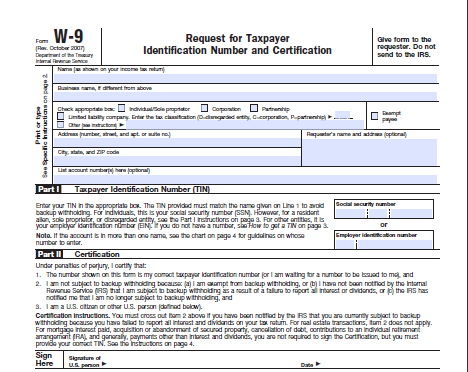 Form W-9
(Rev. October 2007)
Department of the Treasury
Internal Revenue Service
Request for Taxpayer
Identification Number and Certification
Give form to the
requester. Do not
send to the IRS.
Print or type
See Specific Instructions on page 2.
Name (as shown on your income tax return)
Business name, if different from above
Check appropriate box: Individual/Sole proprietor Corporation Partnership
Limited liability company. Enter the tax classification (D=disregarded entity, C=corporation, P=partnership) ▶
Other (see instructions) ▶
Exempt
payee
Address (number, street, and apt. or suite no.)
Requester's name and address (optional)
City, state, and ZIP code
List account number(s) here (optional)
Part I Taxpayer Identification Number (TIN)
Enter your TIN in the appropriate box. The TIN provided must match the name given on Line 1 to avoid
backup withholding. For individuals, this is your social security number (SSN). However, for a resident
alien, sole proprietor, or disregarded entity, see the Part I instructions on page 3. For other entities, it is
your employer identification number (EIN). If you do not have a number, see How to get a TIN on page 3.
Note. If the account is in more than one name, see the chart on page 4 for guidelines on whose
number to enter.
Social security number
or
Employer identification number
Part II Certification
Under penalties of perjury, I certify that:
1. The number shown on this form is my correct taxpayer identification number (or I am waiting for a number to be issued to me), and
2. I am not subject to backup withholding because: (a) I am exempt from backup withholding, or (b) I have not been notified by the Internal
Revenue Service (IRS) that I am subject to backup withholding as a result of a failure to report all interest or dividends, or (c) the IRS has
notified me that I am no longer subject to backup withholding, and
3. I am a U.S. citizen or other U.S. person (defined below).
Certification instructions. You must cross out item 2 above if you have been notified by the IRS that you are currently subject to backup
withholding because you have failed to report all interest and dividends on your tax return. For real estate transactions, item 2 does not apply.
For mortgage interest paid, acquisition or abandonment of secured property, cancellation of debt, contributions to an individual retirement
arrangement (IRA), and generally, payments other than interest and dividends, you are not required to sign the Certification, but you must
provide your correct TIN. See the instructions on page 4.
Sign
Here
Signature of
U.S. person ▶
Date ▶